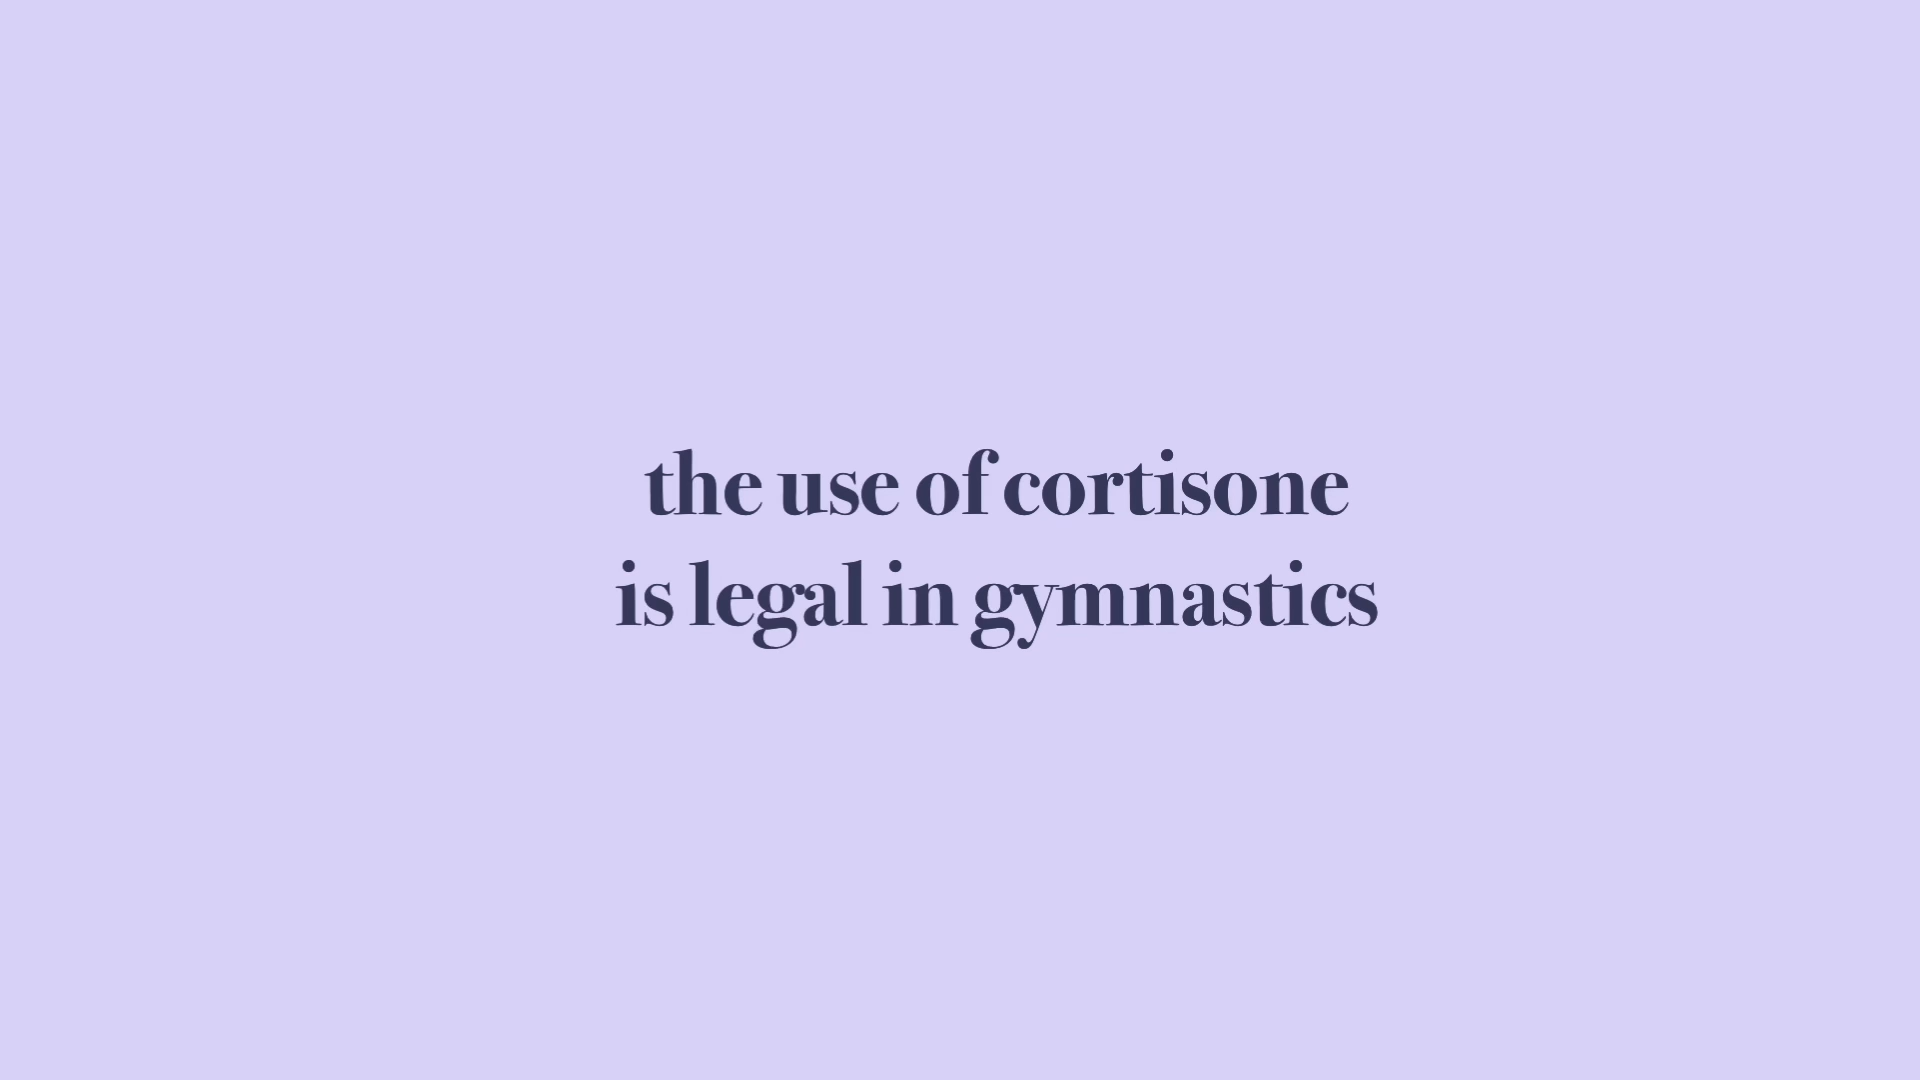 the use of cortisone
is legal in gymnastics